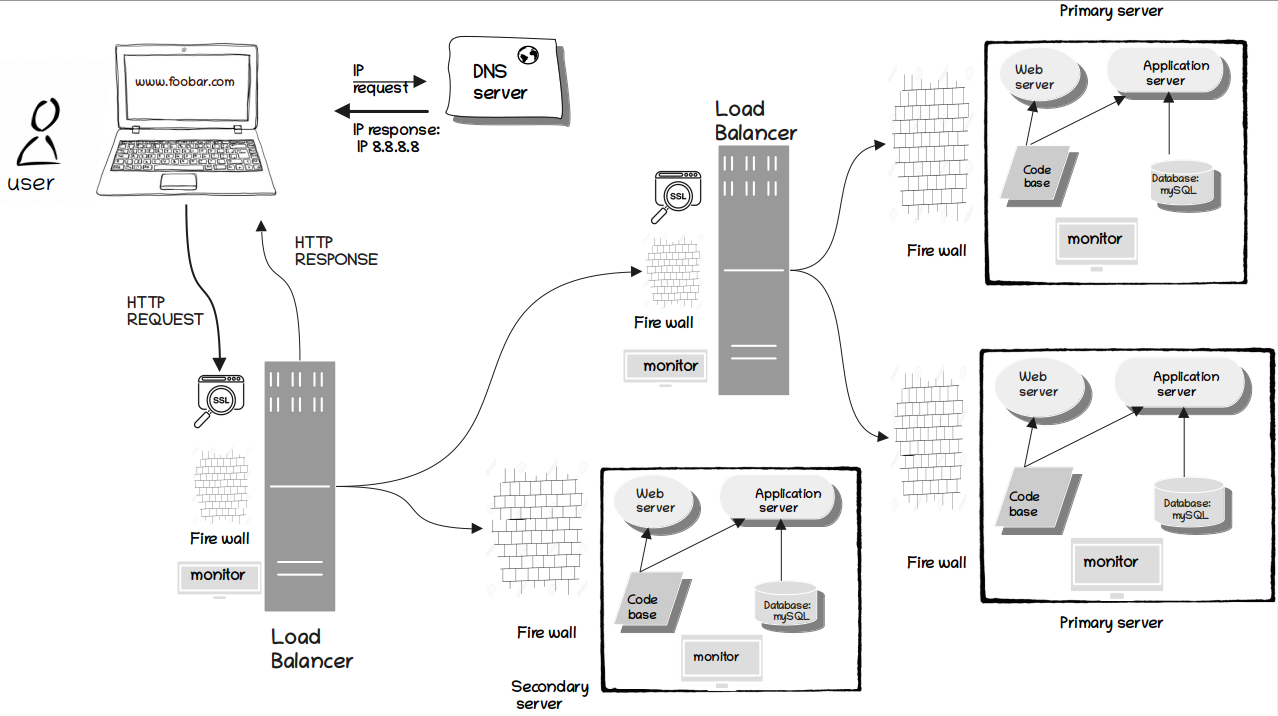 Primary server
www.foobar.com
user
IP
request
IP response:
IP 8.8.8.8
DNS
server
HTTP
REQUEST
HTTP
RESPONSE
SSL
Fire wall
monitor
Load
Balancer
Load
Balancer
SSL
Fire wall
monitor
Fire wall
Web
server
Application
server
Code
base
Database:
mySQL
monitor
Fire wall
Web
server
Application
server
Code
base
Database:
mySQL
monitor
Primary server
Fire wall
Secondary
server
Web
server
Application
server
Code
base
Database:
mySQL
monitor